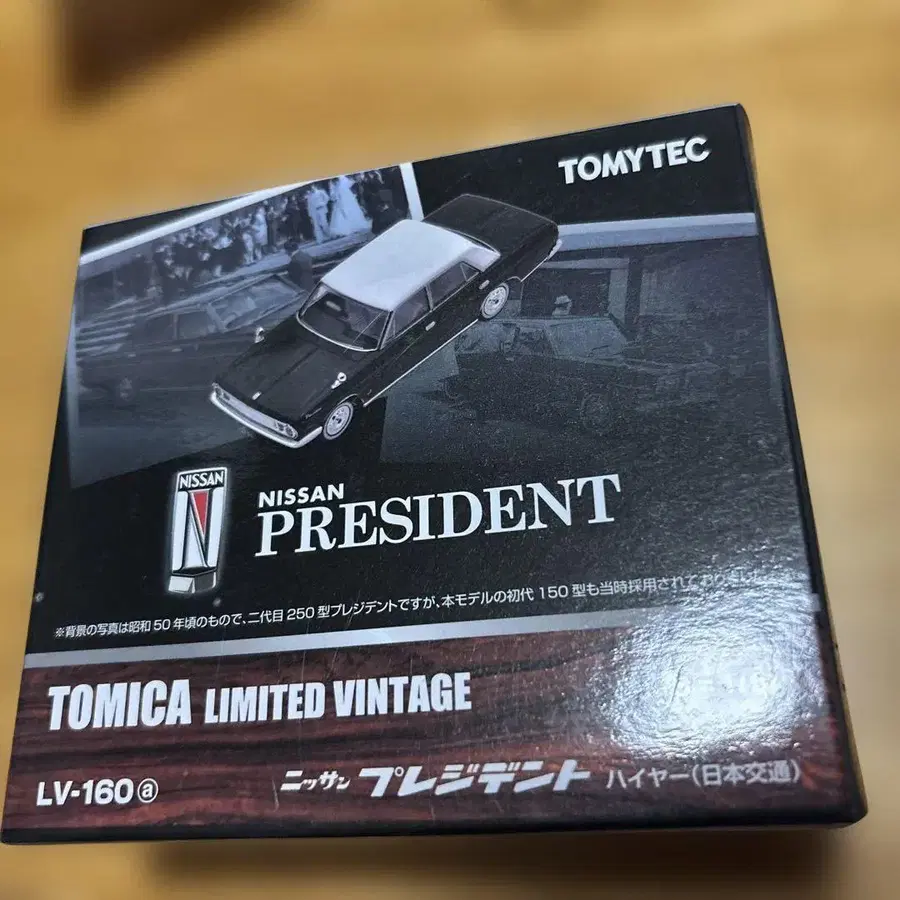 TOMYTEC
NISSAN
NISSAN
PRESIDENT
※背景の写真は昭和50年頃のもので、二代目250型プレジデントですが、本モデルの初代150型も当時採用されており
TOMICA LIMITED VINTAGE
LV-160ⓐ
ニッサン プレジデント ハイヤー(日本交通)